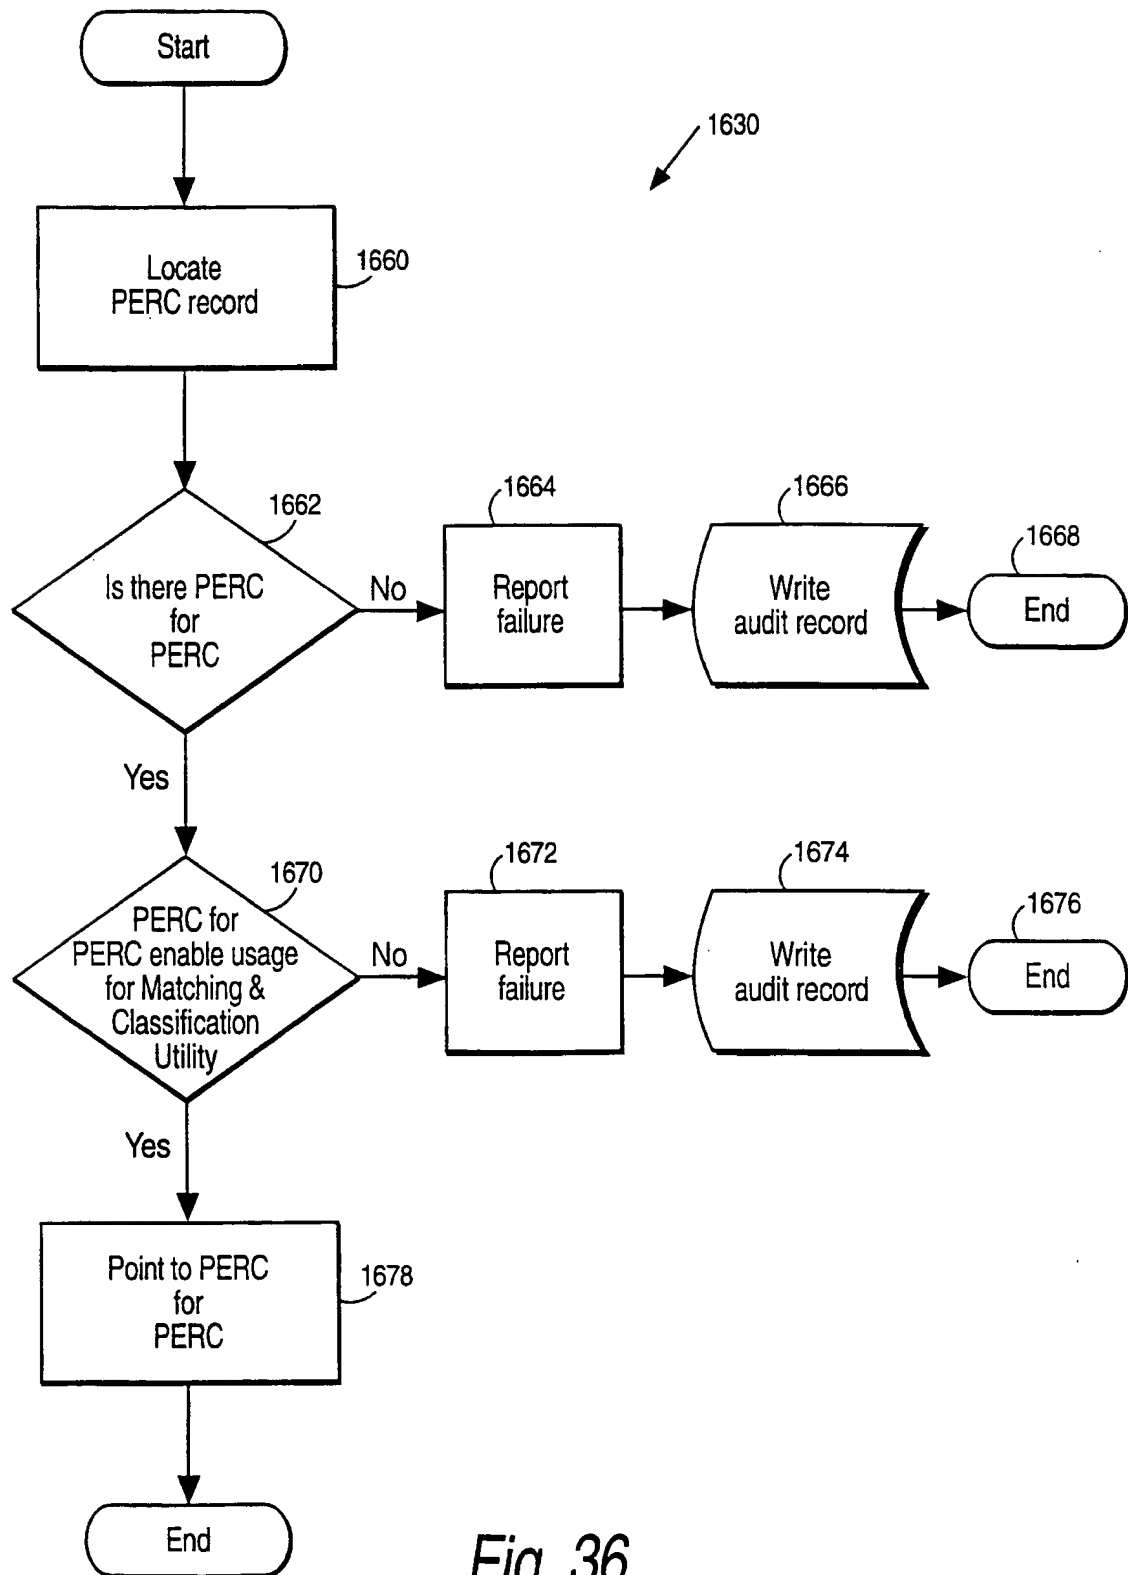 Start
1630
Locate
PERC record
1660
1662
Is there PERC
for
PERC
No
1664
Report
failure
1666
Write
audit record
1668
End
Yes
1670
PERC for
PERC enable usage
for Matching &
Classification
Utility
No
1672
Report
failure
1674
Write
audit record
1676
End
Yes
Point to PERC
for
PERC
1678
End
Fig. 36